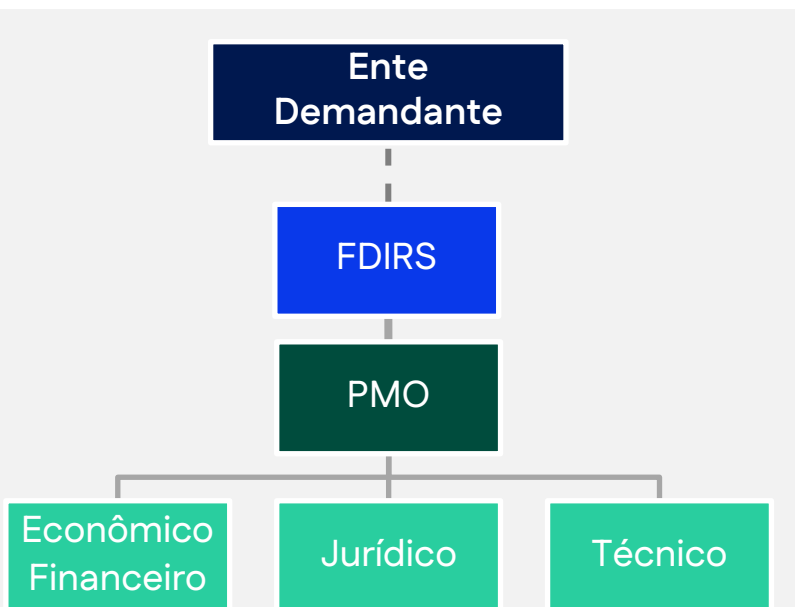 Ente
Demandante
FDIRS
PMO
Econômico
Financeiro
Jurídico
Técnico